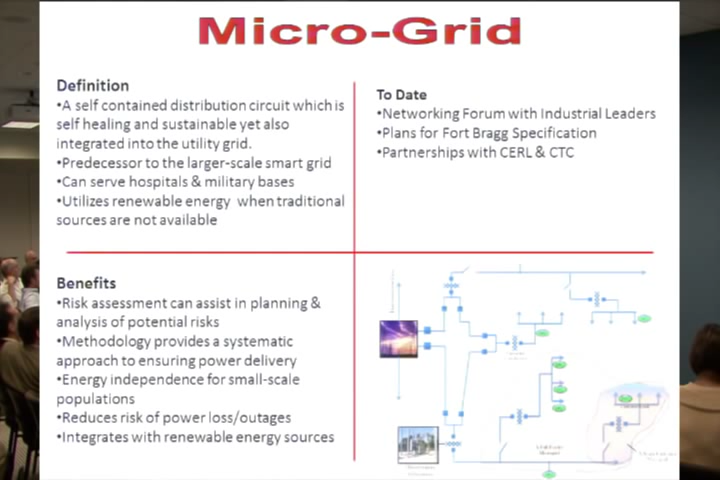 Micro-Grid
Definition
•A self contained distribution circuit which is
self healing and sustainable yet also
integrated into the utility grid.
•Predecessor to the larger-scale smart grid
•Can serve hospitals & military bases
•Utilizes renewable energy when traditional
sources are not available
To Date
•Networking Forum with Industrial Leaders
•Plans for Fort Bragg Specification
•Partnerships with CERL & CTC
Benefits
•Risk assessment can assist in planning &
analysis of potential risks
•Methodology provides a systematic
approach to ensuring power delivery
•Energy independence for small-scale
populations
•Reduces risk of power loss/outages
•Integrates with renewable energy sources